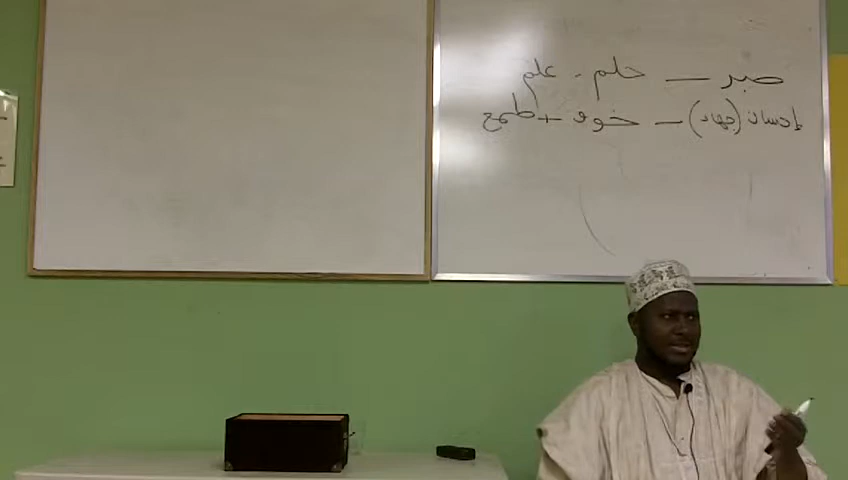 صبر — حلم - علم
إحسان (جهاد) — خوف + طمع